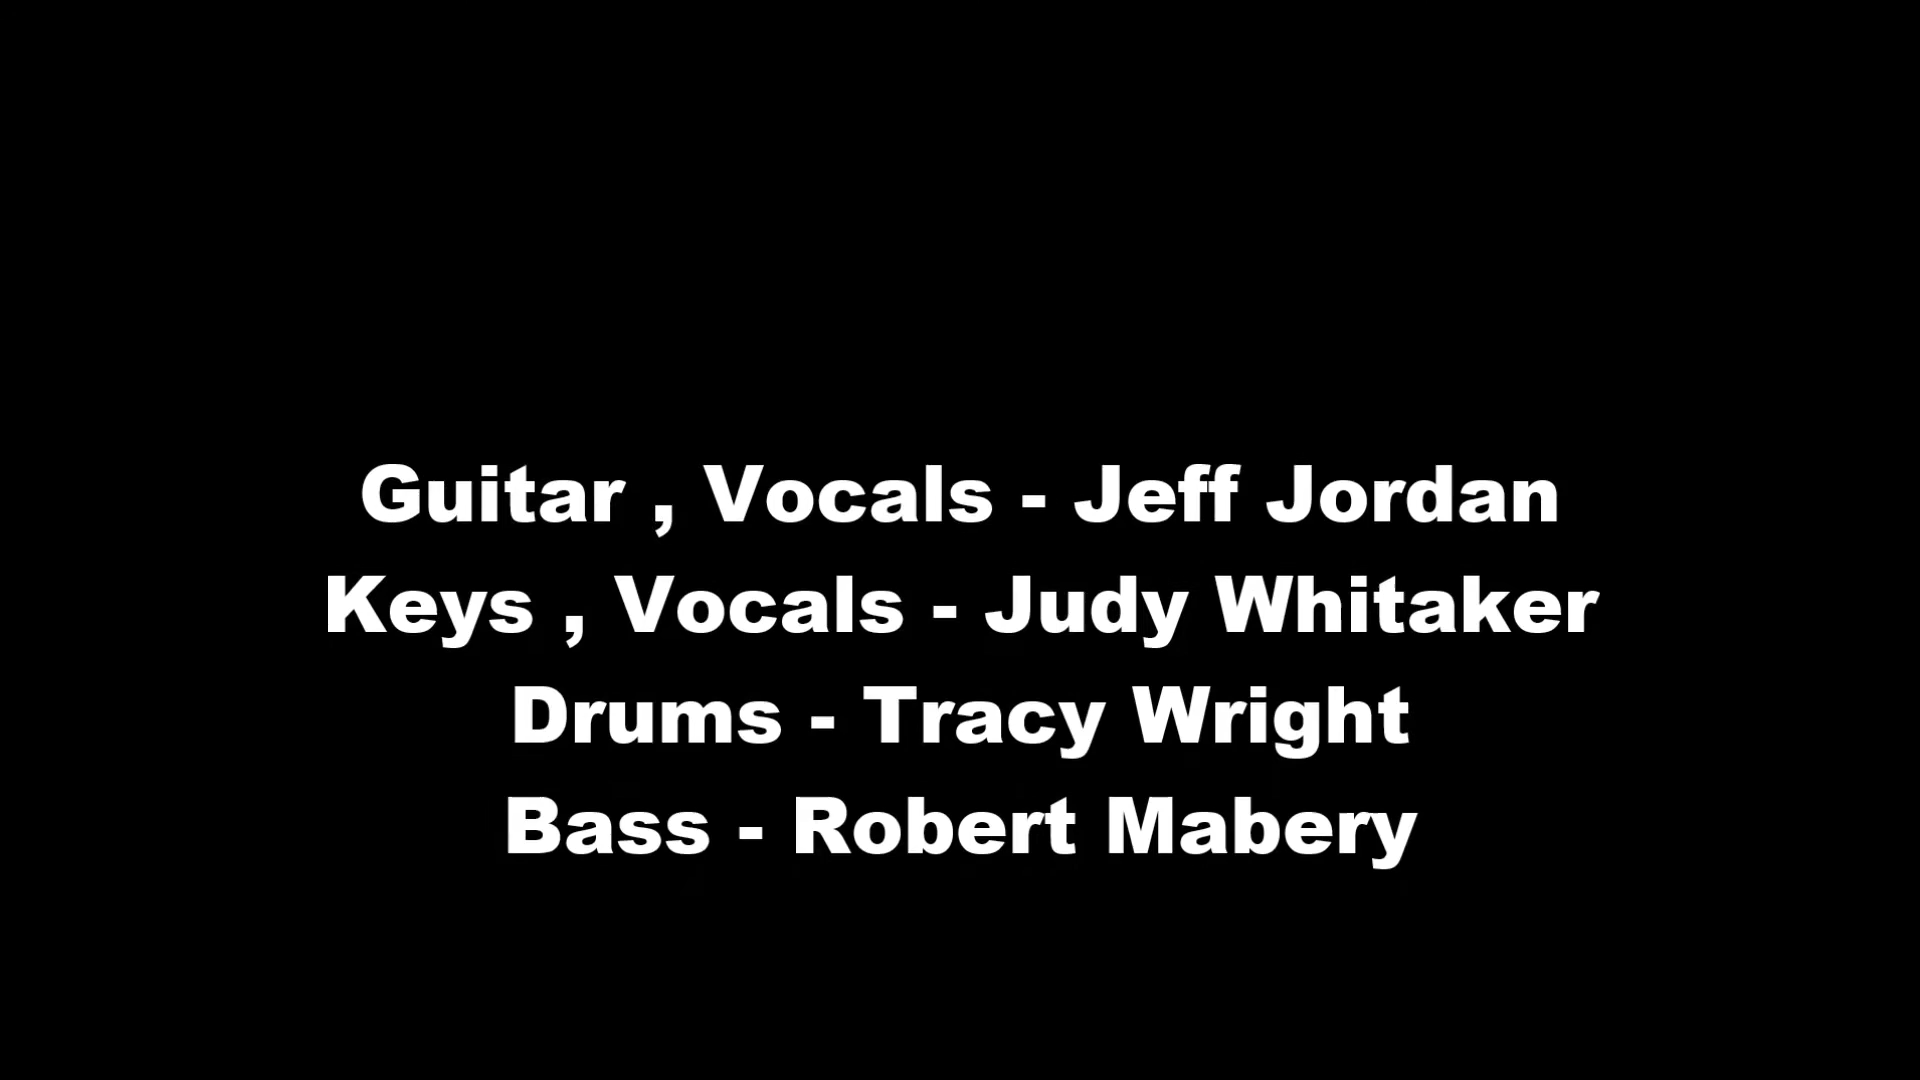 Guitar , Vocals - Jeff Jordan
Keys , Vocals - Judy Whitaker
Drums - Tracy Wright
Bass - Robert Mabery